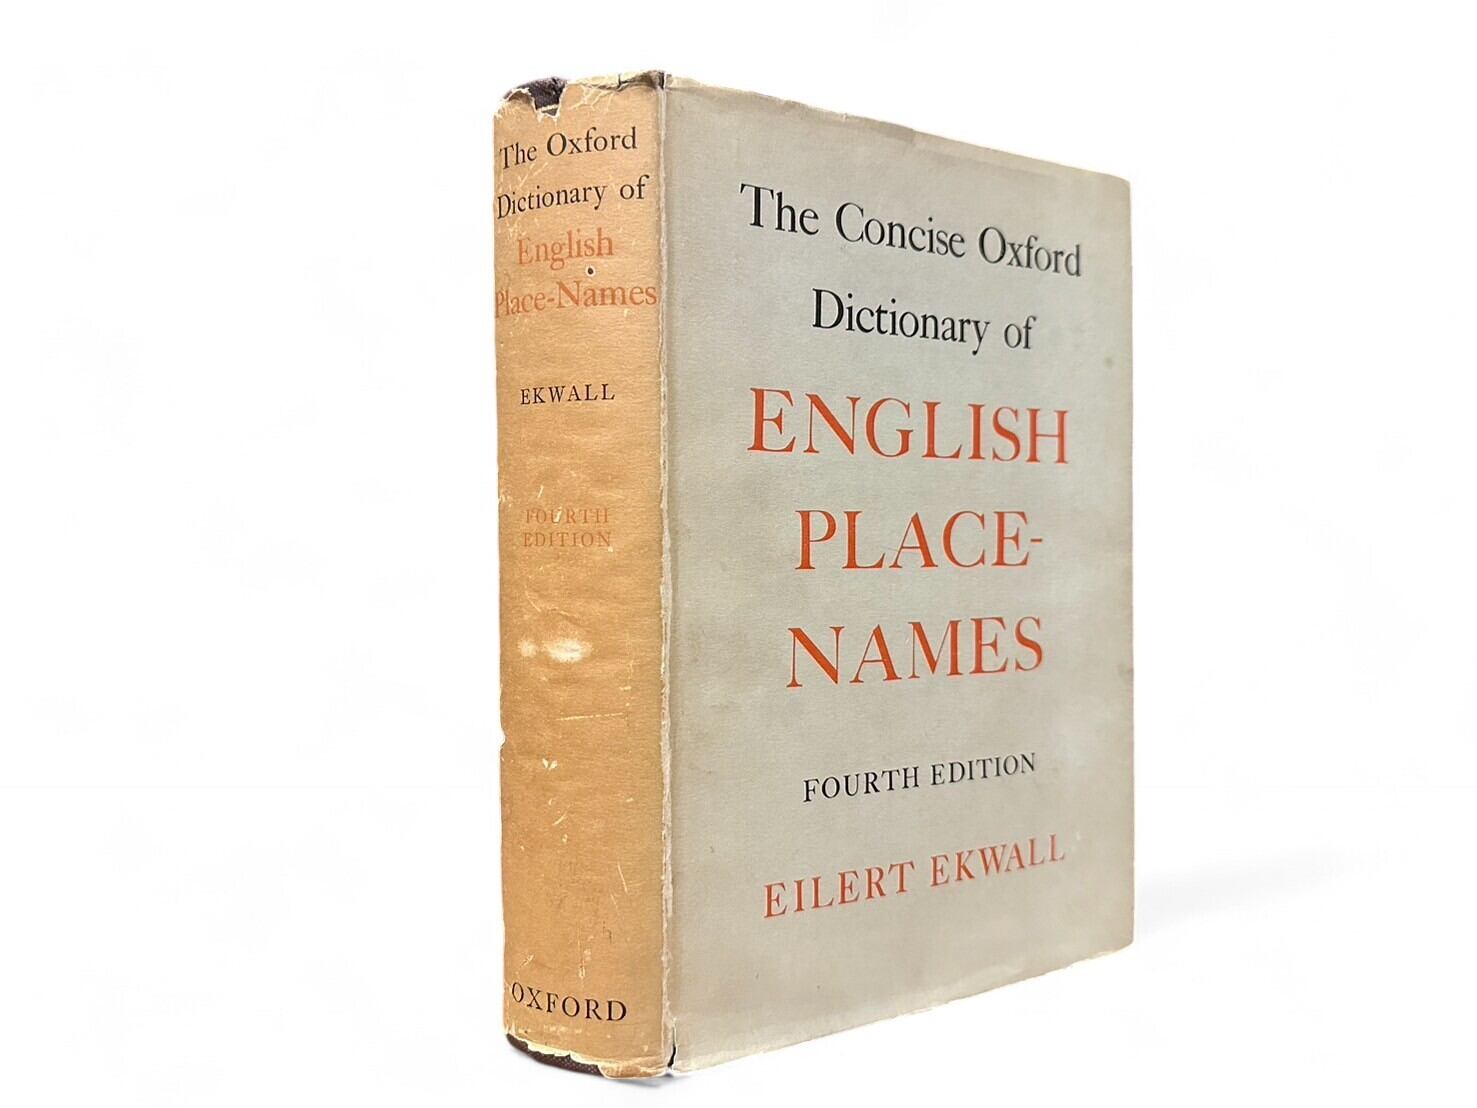 The Oxford
Dictionary of
English
Place-Names
EKWALL
FOURTH
EDITION
OXFORD
The Concise Oxford
Dictionary of
ENGLISH
PLACE-
NAMES
FOURTH EDITION
EILERT EKWALL